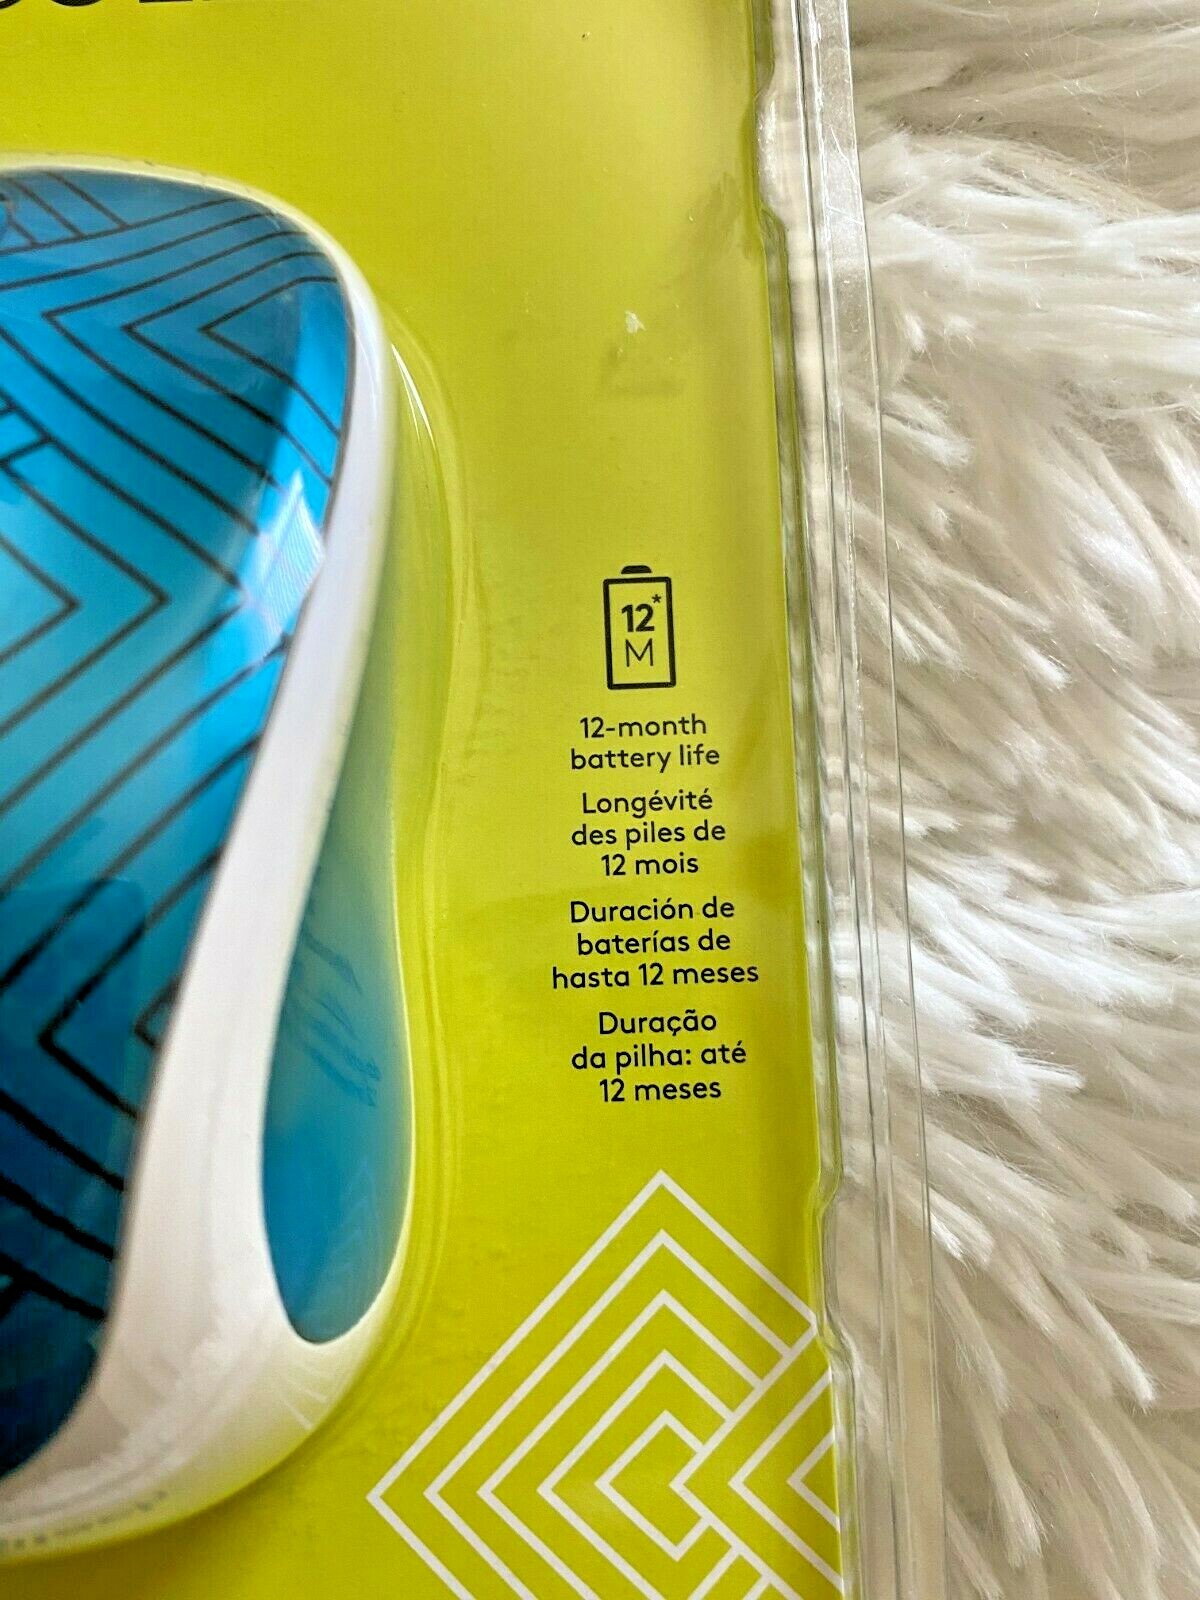 12*
M
12-month
battery life
Longévité
des piles de
12 mois
Duración de
baterías de
hasta 12 meses
Duração
da pilha: até
12 meses